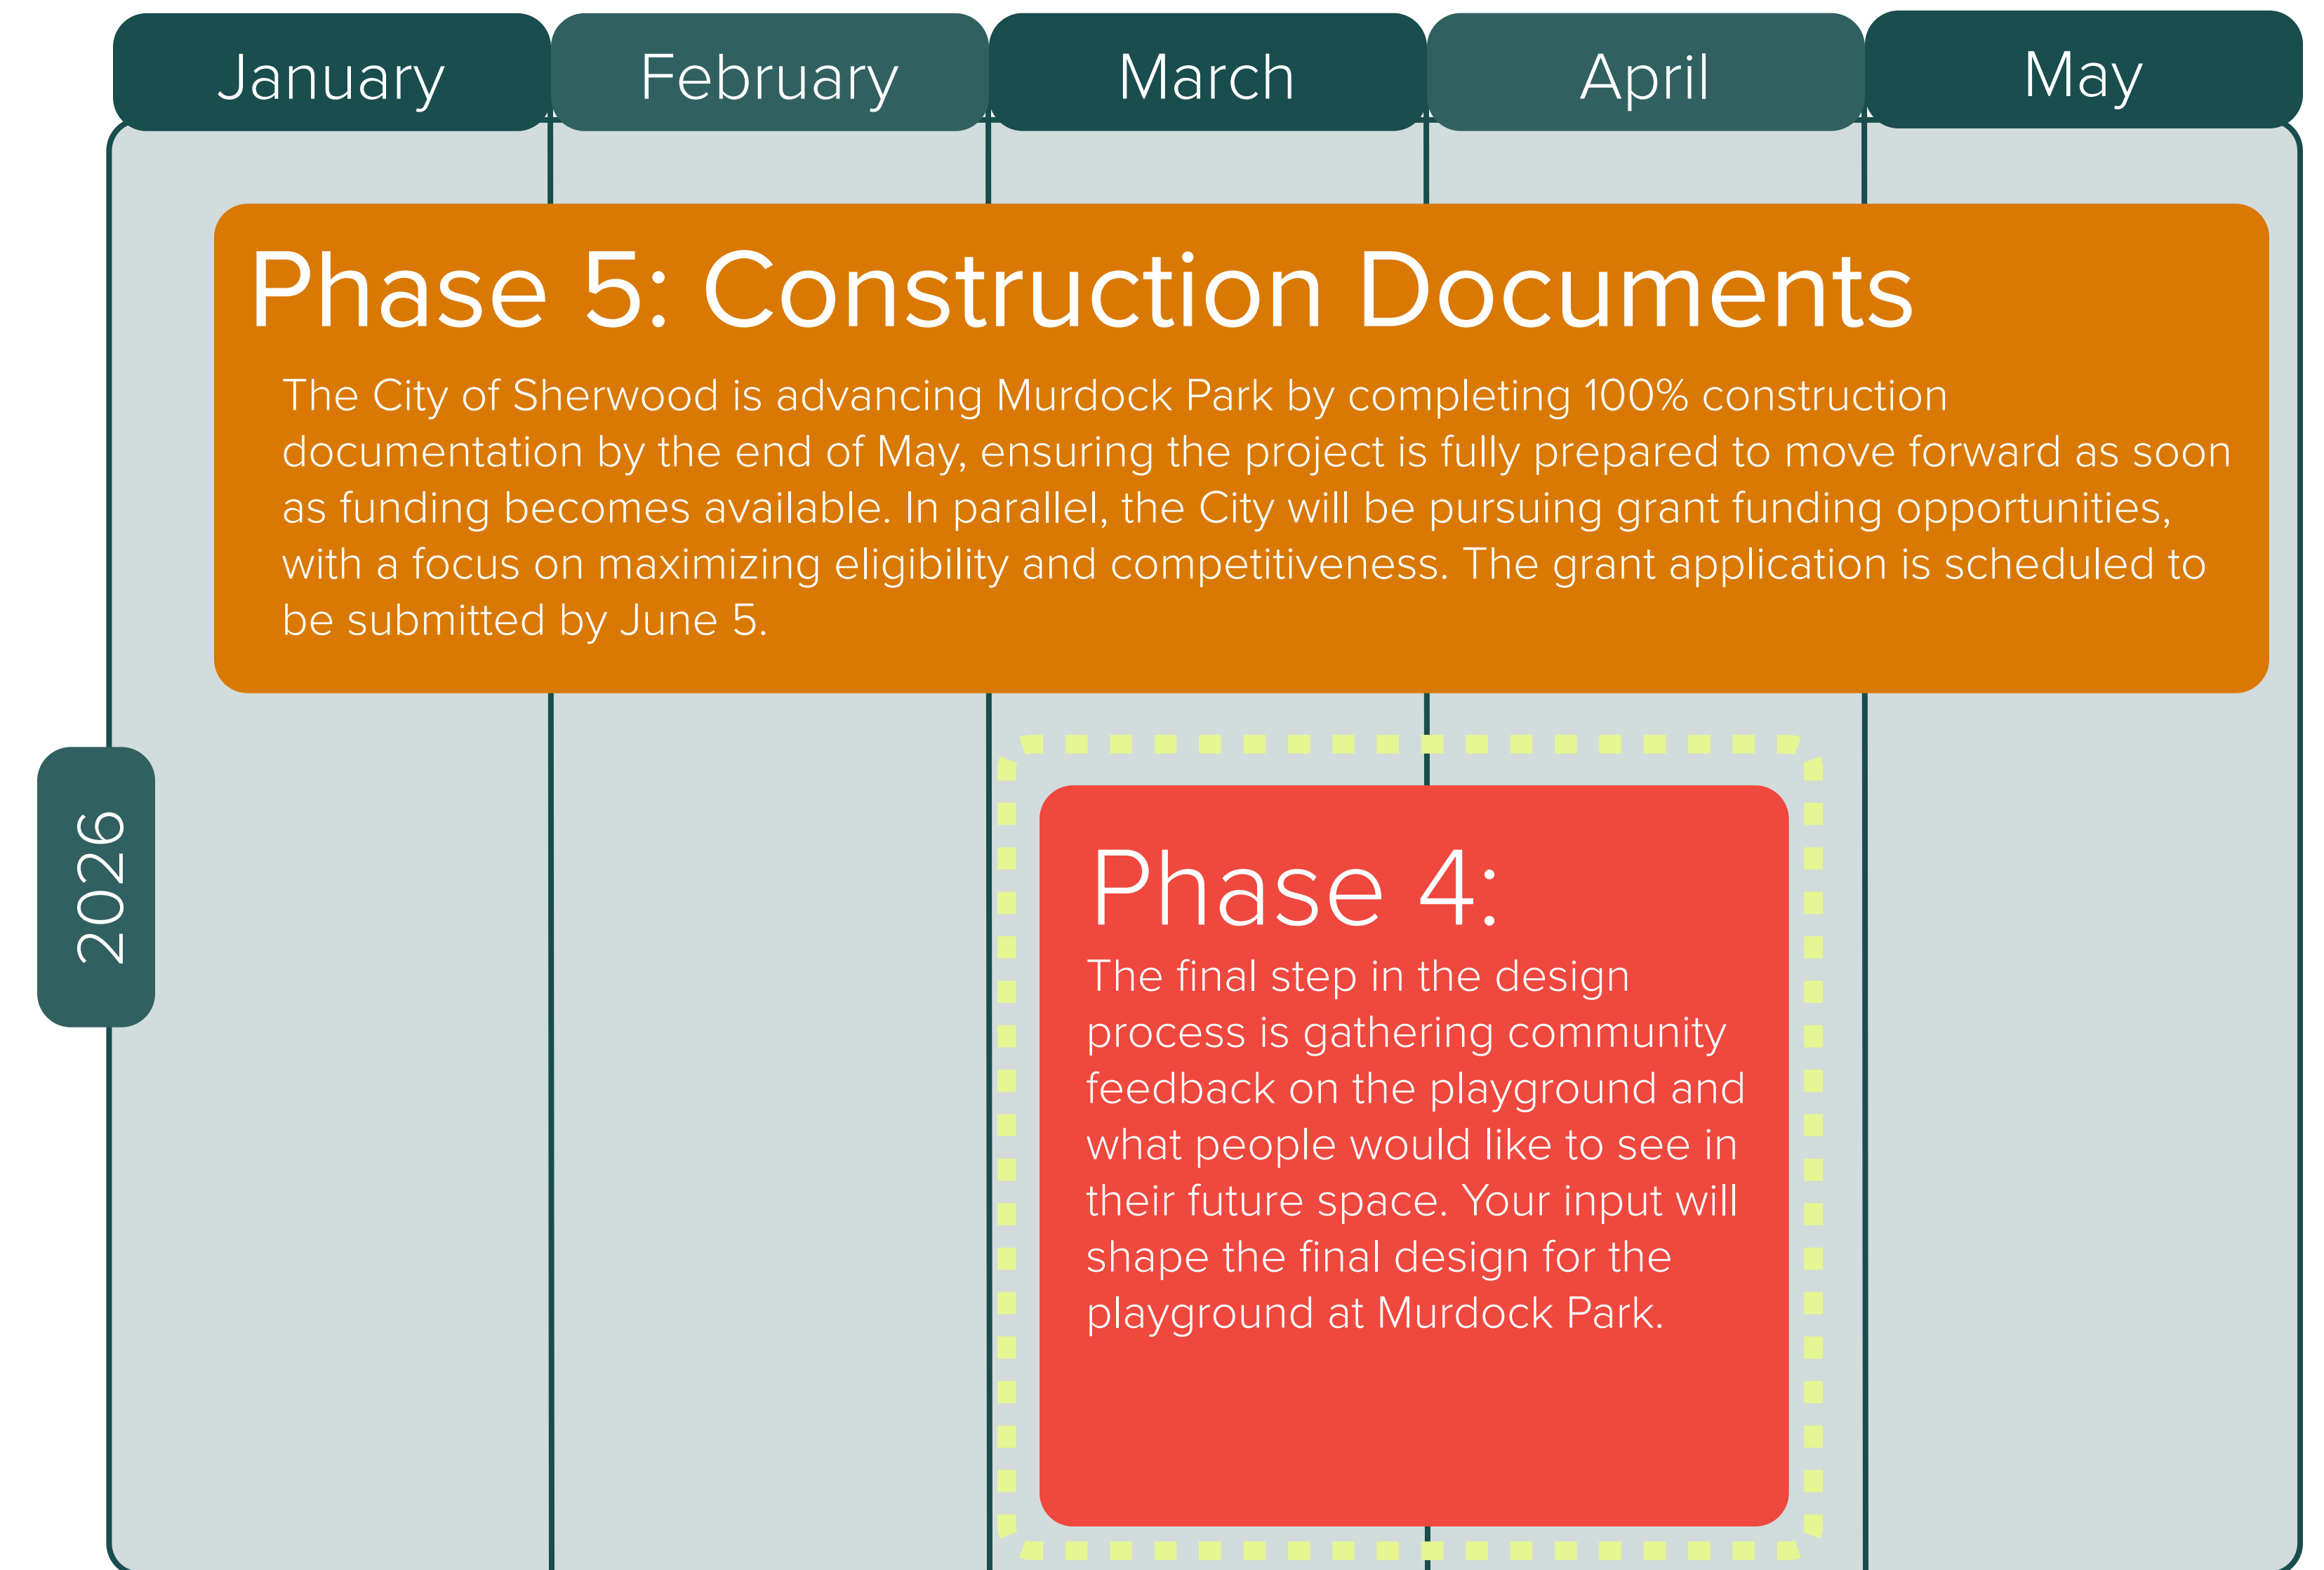 January
February
March
April
May
Phase 5: Construction Documents
The City of Sherwood is advancing Murdock Park by completing 100% construction
documentation by the end of May, ensuring the project is fully prepared to move forward as soon
as funding becomes available. In parallel, the City will be pursuing grant funding opportunities,
with a focus on maximizing eligibility and competitiveness. The grant application is scheduled to
be submitted by June 5.
2026
Phase 4:
The final step in the design
process is gathering community
feedback on the playground and
what people would like to see in
their future space. Your input will
shape the final design for the
playground at Murdock Park.